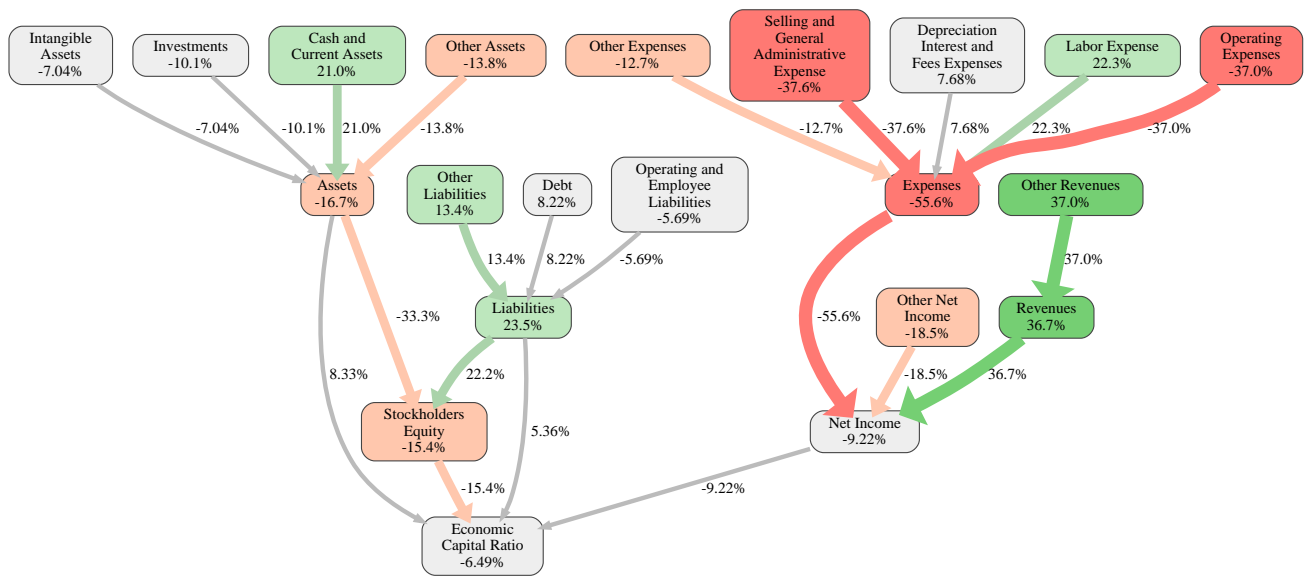 Intangible
Assets
-7.04%
Investments
-10.1%
Cash and
Current Assets
21.0%
Other Assets
-13.8%
Other Expenses
-12.7%
Selling and
General
Administrative
Expense
-37.6%
Depreciation
Interest and
Fees Expenses
7.68%
Labor Expense
22.3%
Operating
Expenses
-37.0%
-7.04%
-10.1%
21.0%
-13.8%
-12.7%
-37.6%
7.68%
22.3%
-37.0%
Assets
-16.7%
Other
Liabilities
13.4%
Debt
8.22%
Operating and
Employee
Liabilities
-5.69%
Expenses
-55.6%
Other Revenues
37.0%
13.4%
8.22%
-5.69%
37.0%
-33.3%
Liabilities
23.5%
-55.6%
Other Net
Income
-18.5%
Revenues
36.7%
8.33%
22.2%
-18.5%
36.7%
Stockholders
Equity
-15.4%
5.36%
Net Income
-9.22%
-15.4%
-9.22%
Economic
Capital Ratio
-6.49%